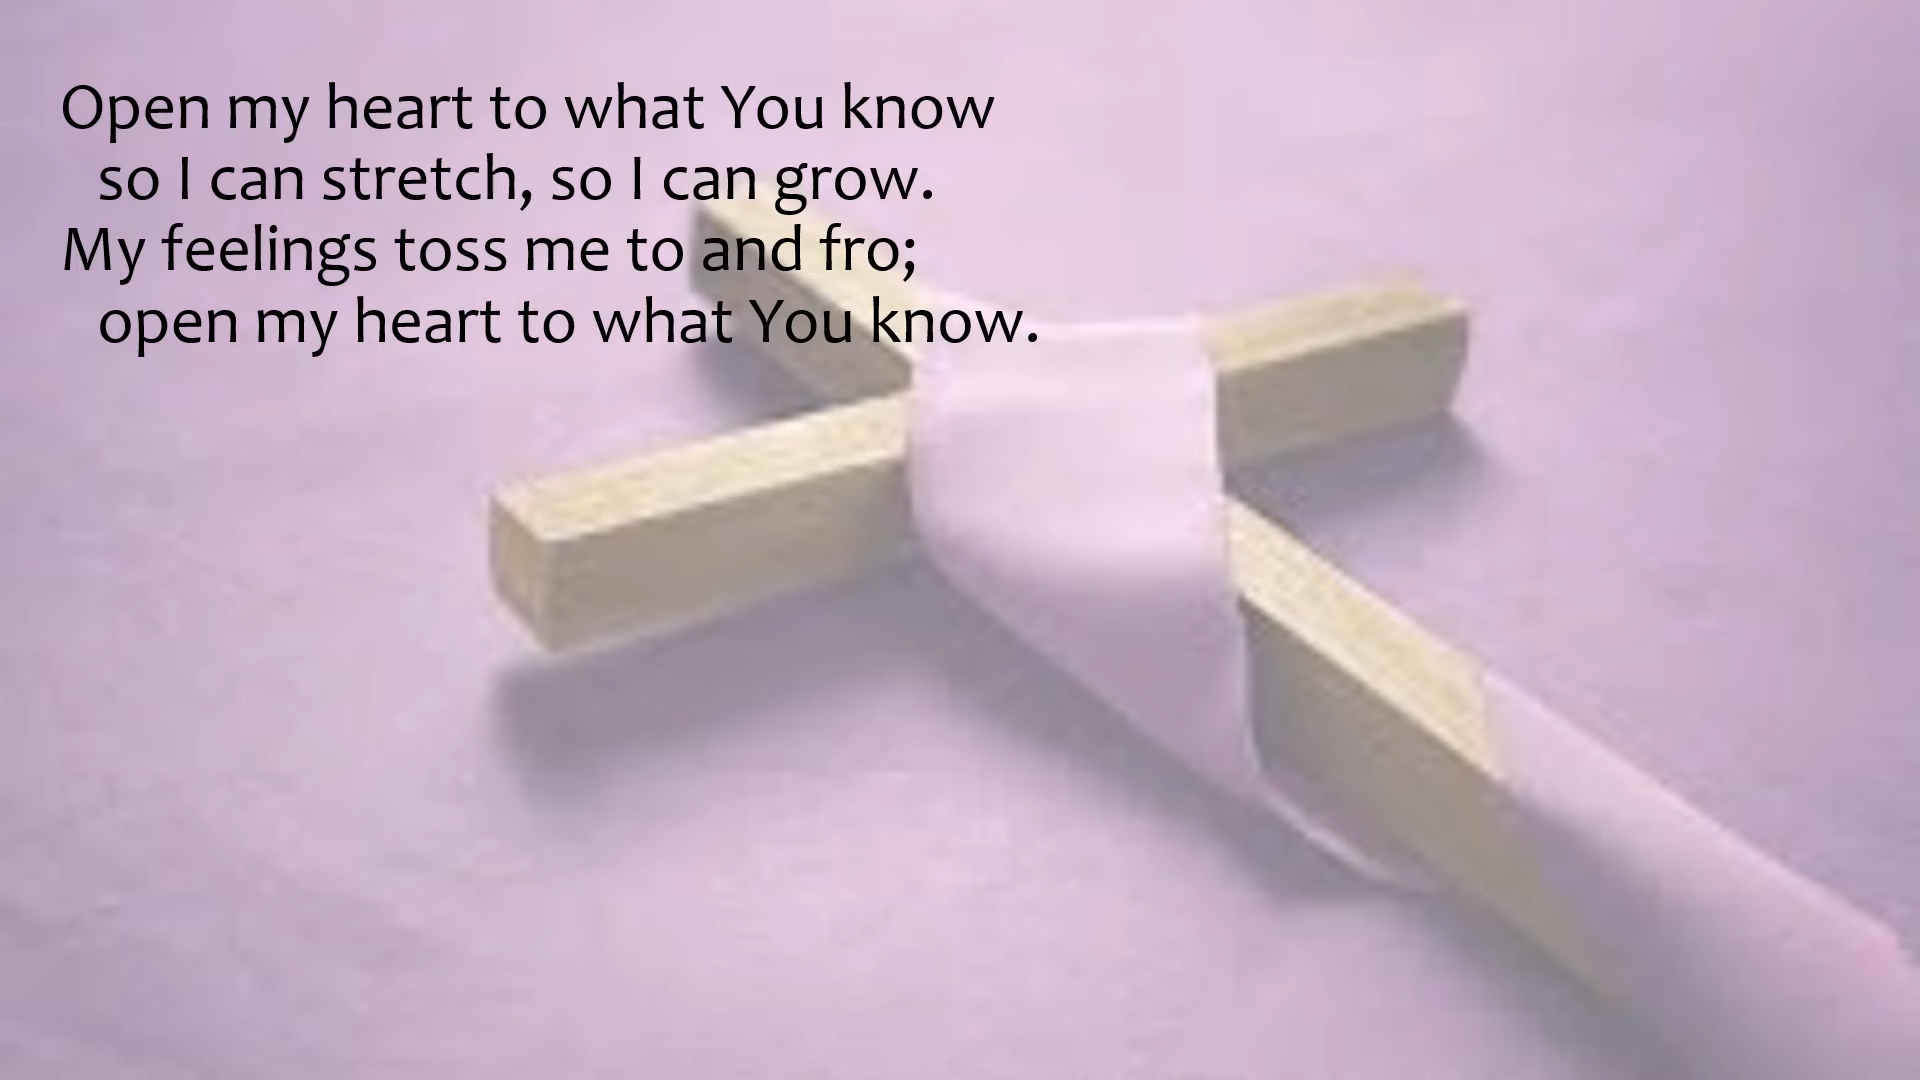 Open my heart to what You know
so I can stretch, so I can grow.
My feelings toss me to and fro;
open my heart to what You know.